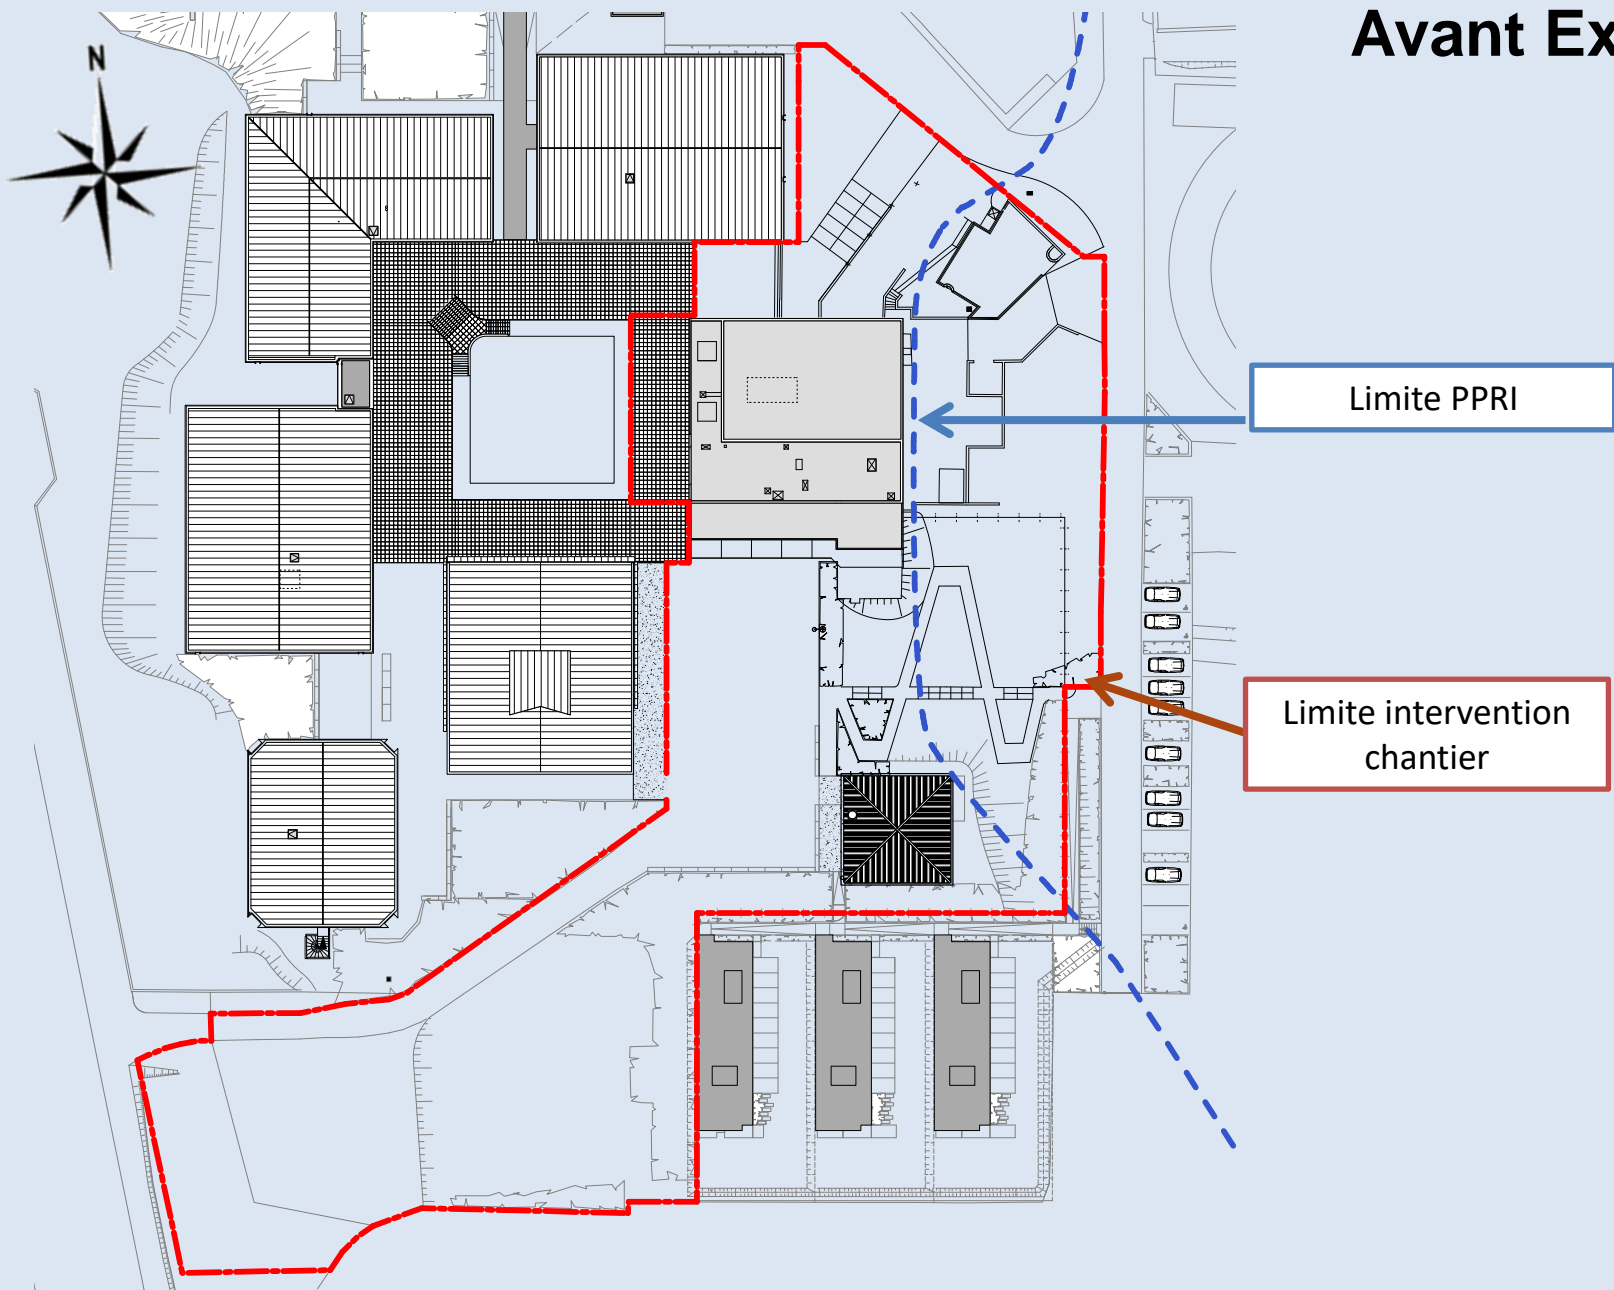 Avant Ex
N
Limite PPRI
Limite intervention
chantier